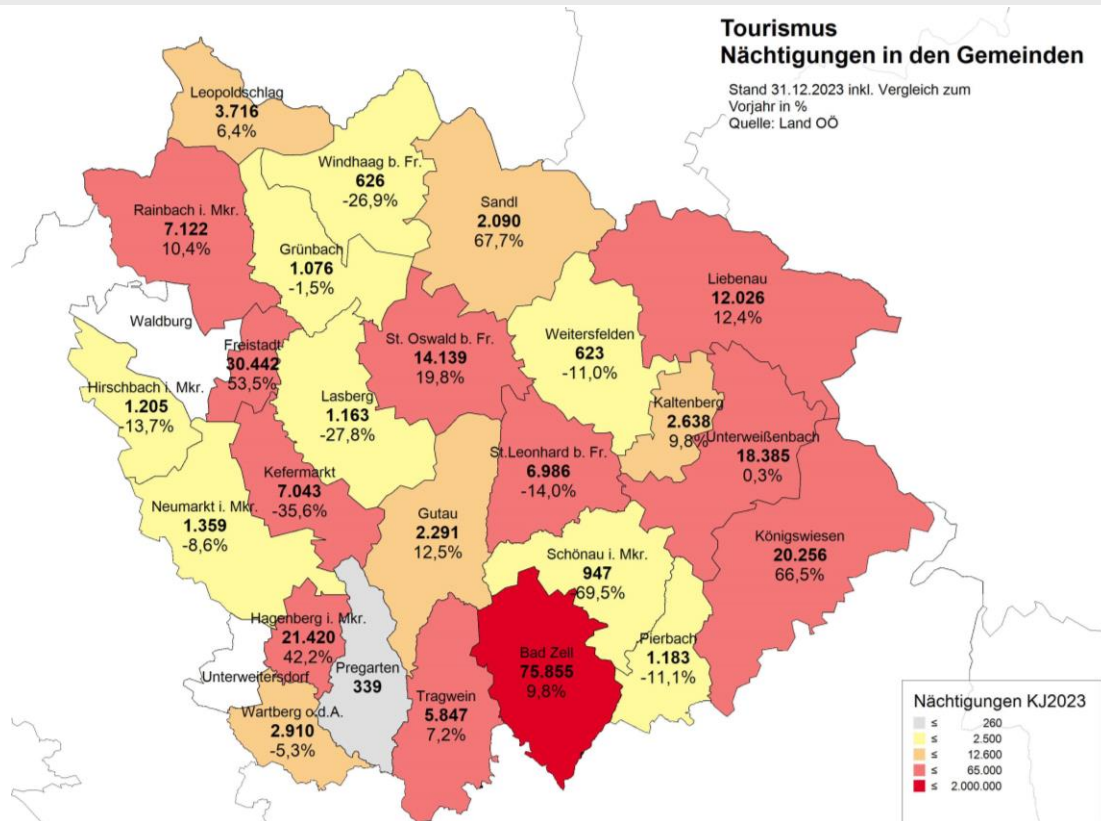 Tourismus
Nächtigungen in den Gemeinden
Stand 31.12.2023 inkl. Vergleich zum
Vorjahr in %
Quelle: Land OÖ
Leopoldschlag
3.716
6,4%
Windhaag b. Fr.
626
-26,9%
Sandl
2.090
67,7%
Rainbach i. Mkr.
7.122
10,4%
Grünbach
1.076
-1,5%
Liebenau
12.026
12,4%
Waldburg
Freistadt
30.442
53,5%
St. Oswald b. Fr.
14.139
19,8%
Weitersfelden
623
-11,0%
Hirschbach i. Mkr.
1.205
-13,7%
Lasberg
1.163
-27,8%
Kaltenberg
2.638
9,8%
Unterweißenbach
18.385
0,3%
Kefermarkt
7.043
-35,6%
St.Leonhard b. Fr.
6.986
-14,0%
Neumarkt i. Mkr.
1.359
-8,6%
Gutau
2.291
12,5%
Königswiesen
20.256
66,5%
Schönau i. Mkr.
947
-69,5%
Hagenberg i. Mkr.
21.420
42,2%
Pregarten
339
Bad Zell
75.855
9,8%
Pierbach
1.183
-11,1%
Unterweitersdorf
Wartberg o.d.A.
2.910
-5,3%
Tragwein
5.847
7,2%
Nächtigungen KJ2023
≤ 260
≤ 2.500
≤ 12.600
≤ 65.000
≤ 2.000.000